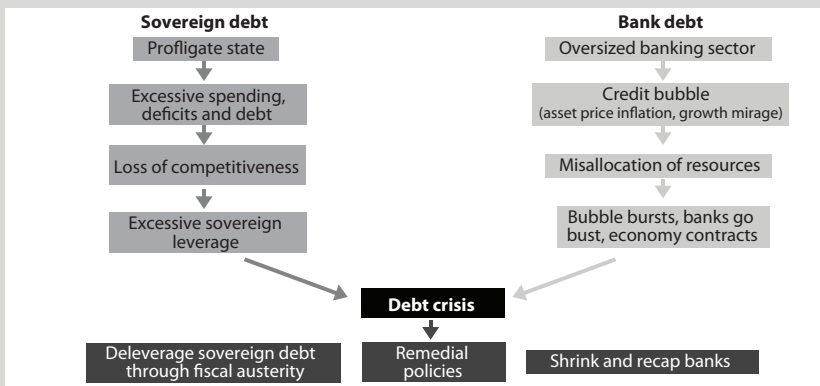 Sovereign debt
Profligate state
Excessive spending,
deficits and debt
Loss of competitiveness
Excessive sovereign
leverage
Bank debt
Oversized banking sector
Credit bubble
(asset price inflation, growth mirage)
Misallocation of resources
Bubble bursts, banks go
bust, economy contracts
Debt crisis
Deleverage sovereign debt
through fiscal austerity
Remedial
policies
Shrink and recap banks